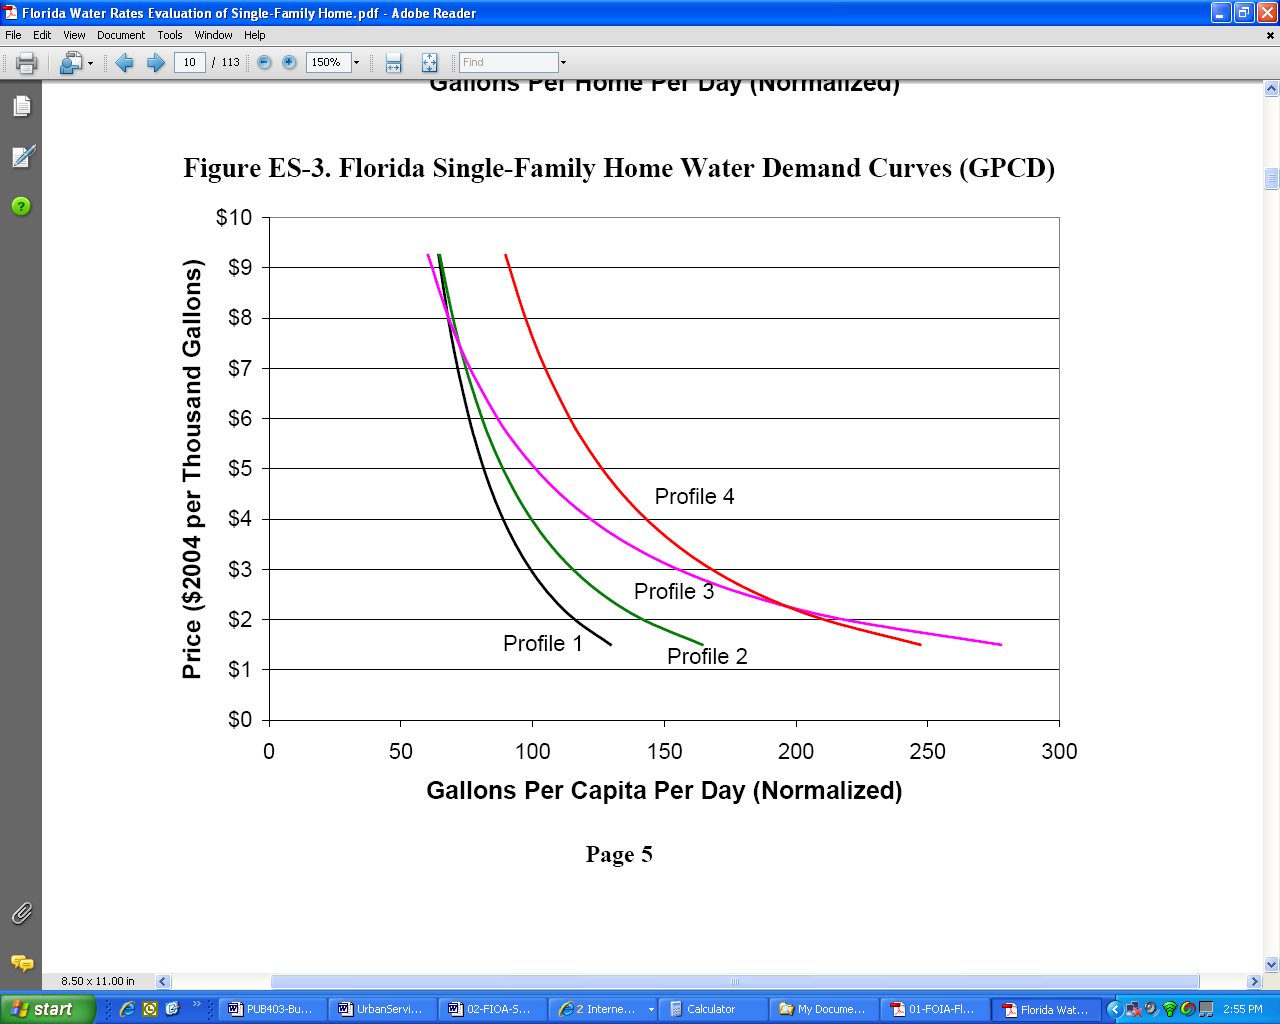 Florida Water Rates Evaluation of Single-Family Home.pdf - Adobe Reader
File Edit View Document Tools Window Help
10 / 113 150% Find
Gallons Per Home Per Day (Normalized)
Figure ES-3. Florida Single-Family Home Water Demand Curves (GPCD)
Price ($2004 per Thousand Gallons)
$10
$9
$8
$7
$6
$5
$4
$3
$2
$1
$0
Profile 4
Profile 3
Profile 1
Profile 2
0 50 100 150 200 250 300
Gallons Per Capita Per Day (Normalized)
Page 5
8.50 x 11.00 in
start PUB403-Bu... UrbanServi... 02-FIOA-S... 2 Interne... Calculator My Docume... 01-FOIA-Fl... Florida Wat... 2:55 PM